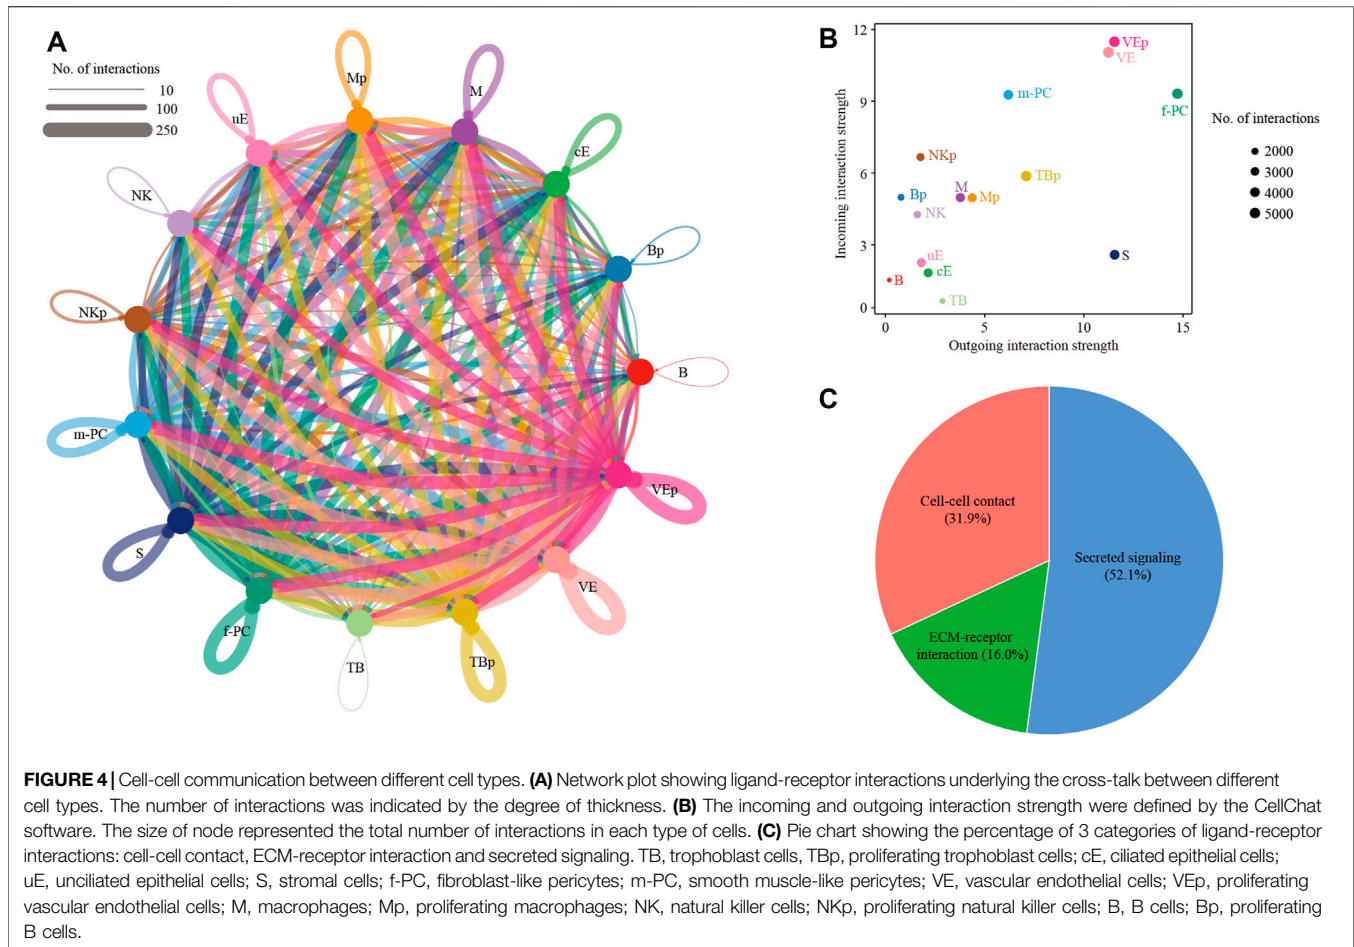 A
No. of interactions
10
100
250
Mp
M
uE
cE
NK
Bp
NKp
B
m-PC
VEp
S
VE
f-PC
TB
TBp
B
12
9
6
3
0
Incoming interaction strength
VEp
VE
m-PC
f-PC
NKp
TBp
Bp
M
Mp
NK
uE
cE
S
B
TB
0
5
10
15
Outgoing interaction strength
No. of interactions
2000
3000
4000
5000
C
Cell-cell contact
(31.9%)
Secreted signaling
(52.1%)
ECM-receptor
interaction (16.0%)
FIGURE 4 | Cell-cell communication between different cell types. (A) Network plot showing ligand-receptor interactions underlying the cross-talk between different
cell types. The number of interactions was indicated by the degree of thickness. (B) The incoming and outgoing interaction strength were defined by the CellChat
software. The size of node represented the total number of interactions in each type of cells. (C) Pie chart showing the percentage of 3 categories of ligand-receptor
interactions: cell-cell contact, ECM-receptor interaction and secreted signaling. TB, trophoblast cells, TBp, proliferating trophoblast cells; cE, ciliated epithelial cells;
uE, unciliated epithelial cells; S, stromal cells; f-PC, fibroblast-like pericytes; m-PC, smooth muscle-like pericytes; VE, vascular endothelial cells; VEp, proliferating
vascular endothelial cells; M, macrophages; Mp, proliferating macrophages; NK, natural killer cells; NKp, proliferating natural killer cells; B, B cells; Bp, proliferating
B cells.